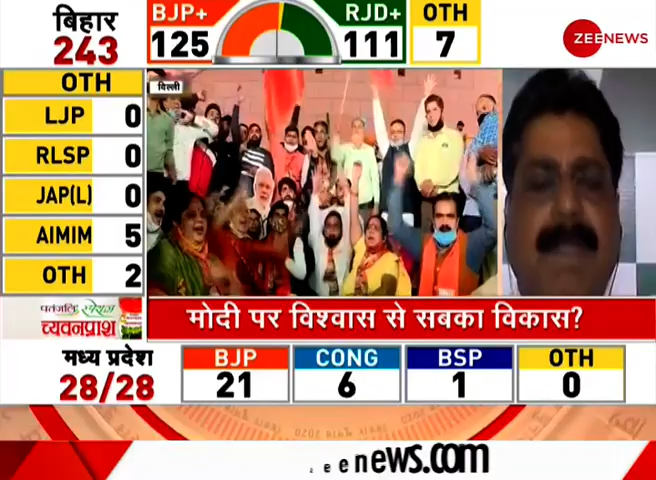 बिहार
243
BJP+
125
RJD+
111
OTH
7
ZEENEWS
OTH
LJP 0
RLSP 0
JAP(L) 0
AIMIM 5
OTH 2
दिल्ली
पतंजलि स्पेशल
च्यवनप्राश
मोदी पर विश्वास से सबका विकास?
मध्य प्रदेश
28/28
BJP
21
CONG
6
BSP
1
OTH
0
zeenews.com